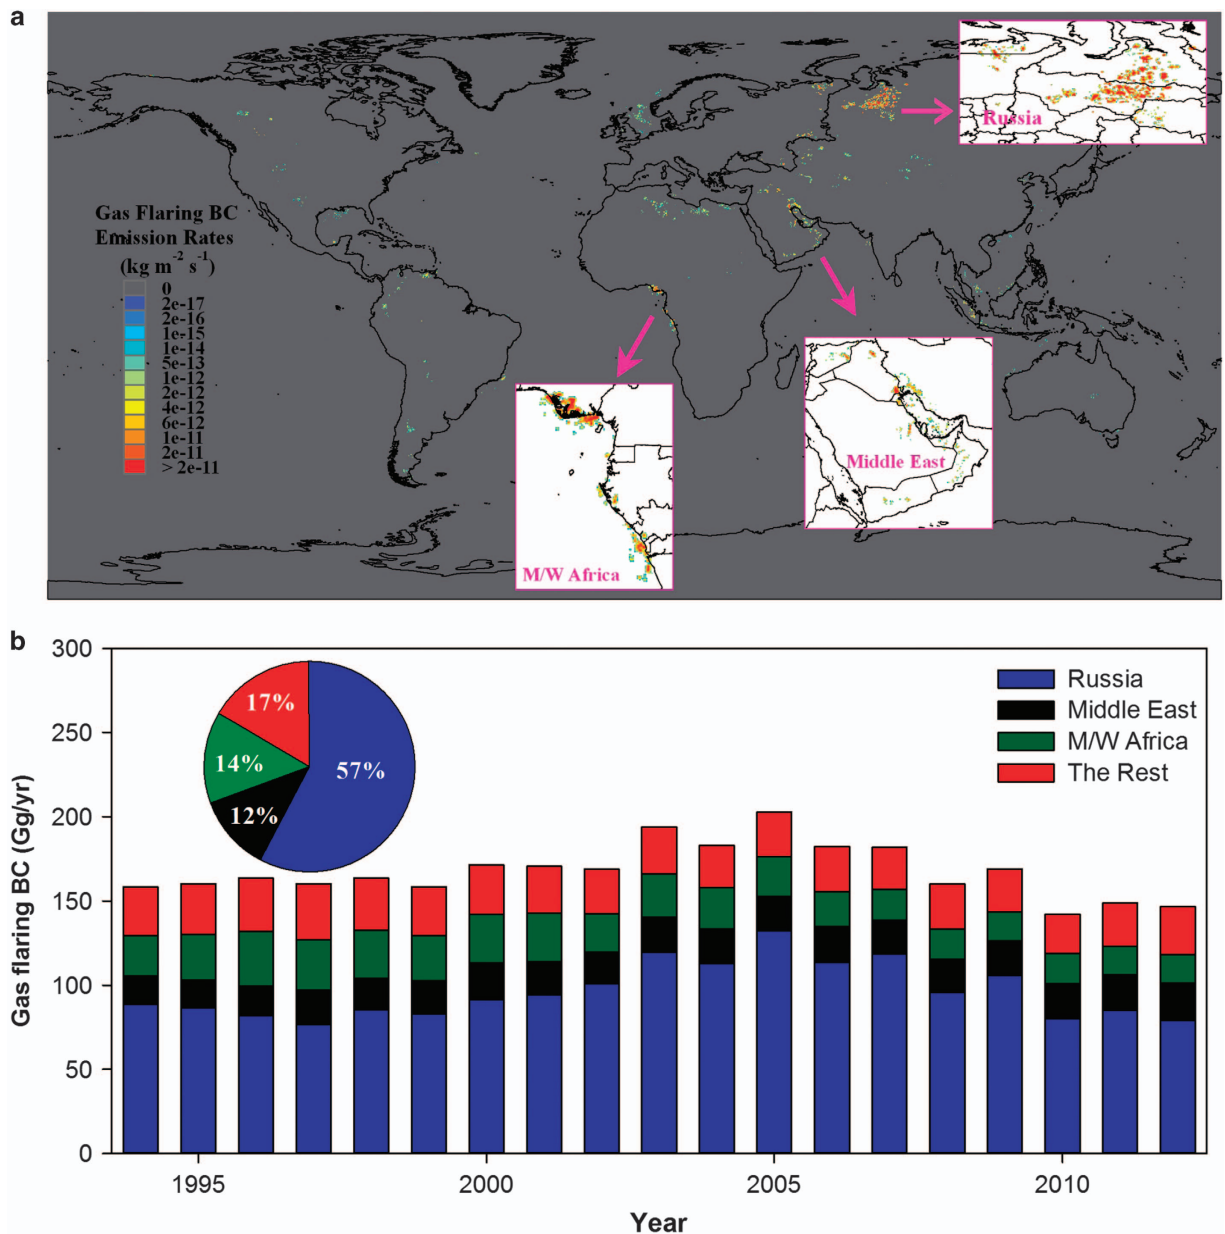 a
Russia
Gas Flaring BC
Emission Rates
(kg m⁻² s⁻¹)
0
2e-17
2e-16
1e-15
1e-14
5e-13
1e-12
2e-12
4e-12
6e-12
1e-11
2e-11
> 2e-11
Middle East
M/W Africa
b
300
250
200
150
100
50
0
Gas flaring BC (Gg/yr)
17%
14%
57%
12%
Russia
Middle East
M/W Africa
The Rest
1995
2000
2005
2010
Year